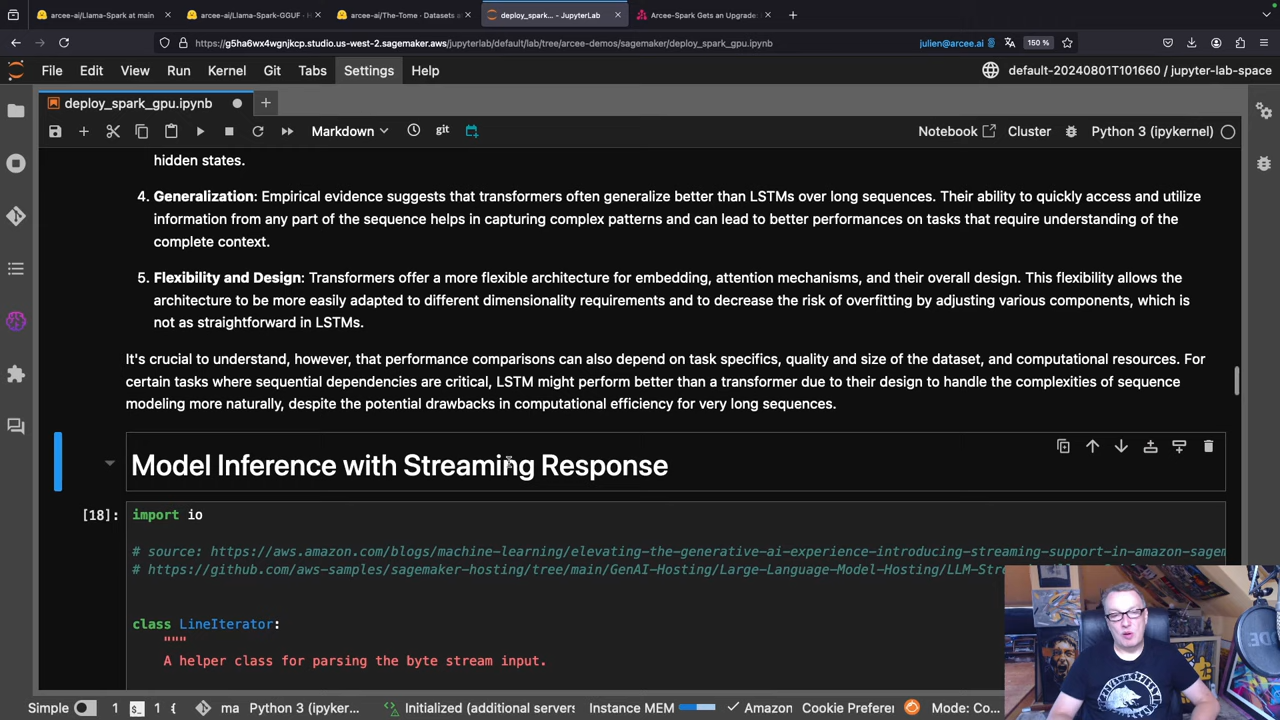 arcee-ai/Llama-Spark at main
arcee-ai/Llama-Spark-GGUF · H
arcee-ai/The-Tome · Datasets at
deploy_spark... - JupyterLab
Arcee-Spark Gets an Upgrade:
https://g5ha6wx4wgnjkcp.studio.us-west-2.sagemaker.aws/jupyterlab/default/lab/tree/arcee-demos/sagemaker/deploy_spark_gpu.ipynb
julien@arcee.ai
150 %
File Edit View Run Kernel Git Tabs Settings Help
default-20240801T101660 / jupyter-lab-space
deploy_spark_gpu.ipynb
Markdown
git
Notebook
Cluster
Python 3 (ipykernel)
hidden states.
4. Generalization: Empirical evidence suggests that transformers often generalize better than LSTMs over long sequences. Their ability to quickly access and utilize
information from any part of the sequence helps in capturing complex patterns and can lead to better performances on tasks that require understanding of the
complete context.
5. Flexibility and Design: Transformers offer a more flexible architecture for embedding, attention mechanisms, and their overall design. This flexibility allows the
architecture to be more easily adapted to different dimensionality requirements and to decrease the risk of overfitting by adjusting various components, which is
not as straightforward in LSTMs.
It's crucial to understand, however, that performance comparisons can also depend on task specifics, quality and size of the dataset, and computational resources. For
certain tasks where sequential dependencies are critical, LSTM might perform better than a transformer due to their design to handle the complexities of sequence
modeling more naturally, despite the potential drawbacks in computational efficiency for very long sequences.
Model Inference with Streaming Response
[18]:
import io
# source: https://aws.amazon.com/blogs/machine-learning/elevating-the-generative-ai-experience-introducing-streaming-support-in-amazon-sagem
# https://github.com/aws-samples/sagemaker-hosting/tree/main/GenAI-Hosting/Large-Language-Model-Hosting/LLM-Stre
class LineIterator:
"""
A helper class for parsing the byte stream input.
Simple
1
ma
Python 3 (ipykernel...
Initialized (additional servers
Instance MEM
Amazon
Cookie Prefere
Mode: Co...